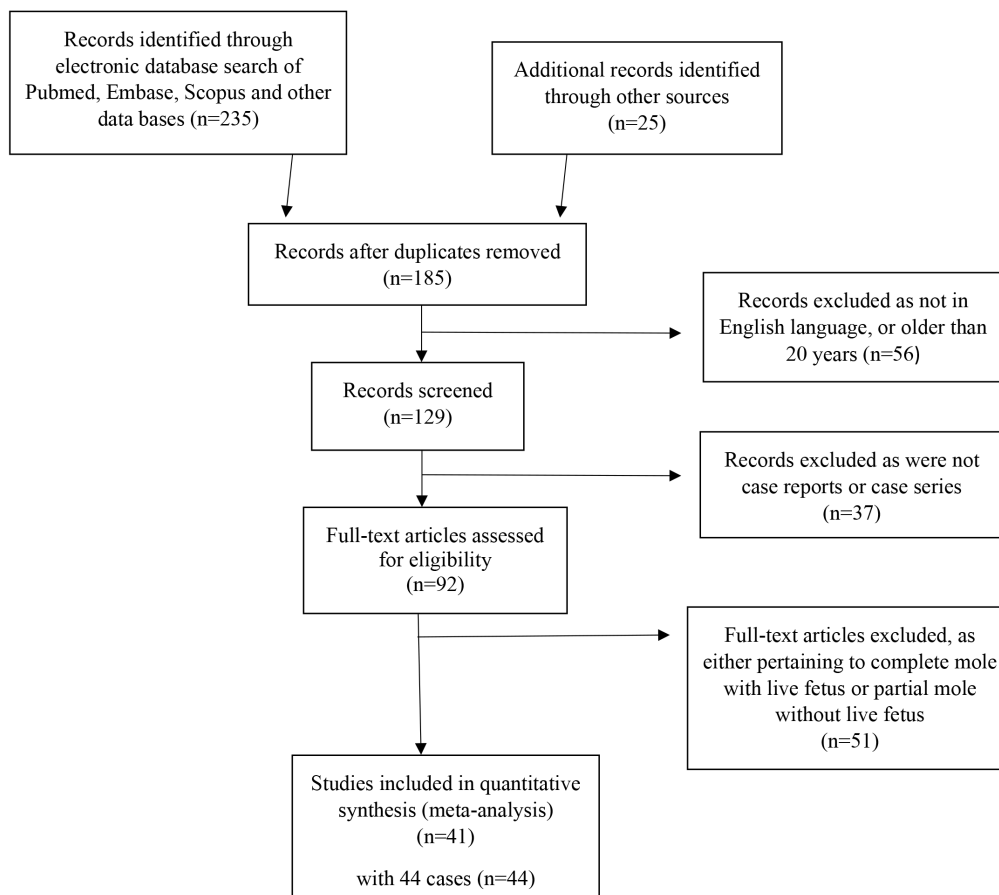 Records identified through
electronic database search of
Pubmed, Embase, Scopus and other
data bases (n=235)
Additional records identified
through other sources
(n=25)
Records after duplicates removed
(n=185)
Records excluded as not in
English language, or older than
20 years (n=56)
Records screened
(n=129)
Records excluded as were not
case reports or case series
(n=37)
Full-text articles assessed
for eligibility
(n=92)
Full-text articles excluded, as
either pertaining to complete mole
with live fetus or partial mole
without live fetus
(n=51)
Studies included in quantitative
synthesis (meta-analysis)
(n=41)
with 44 cases (n=44)